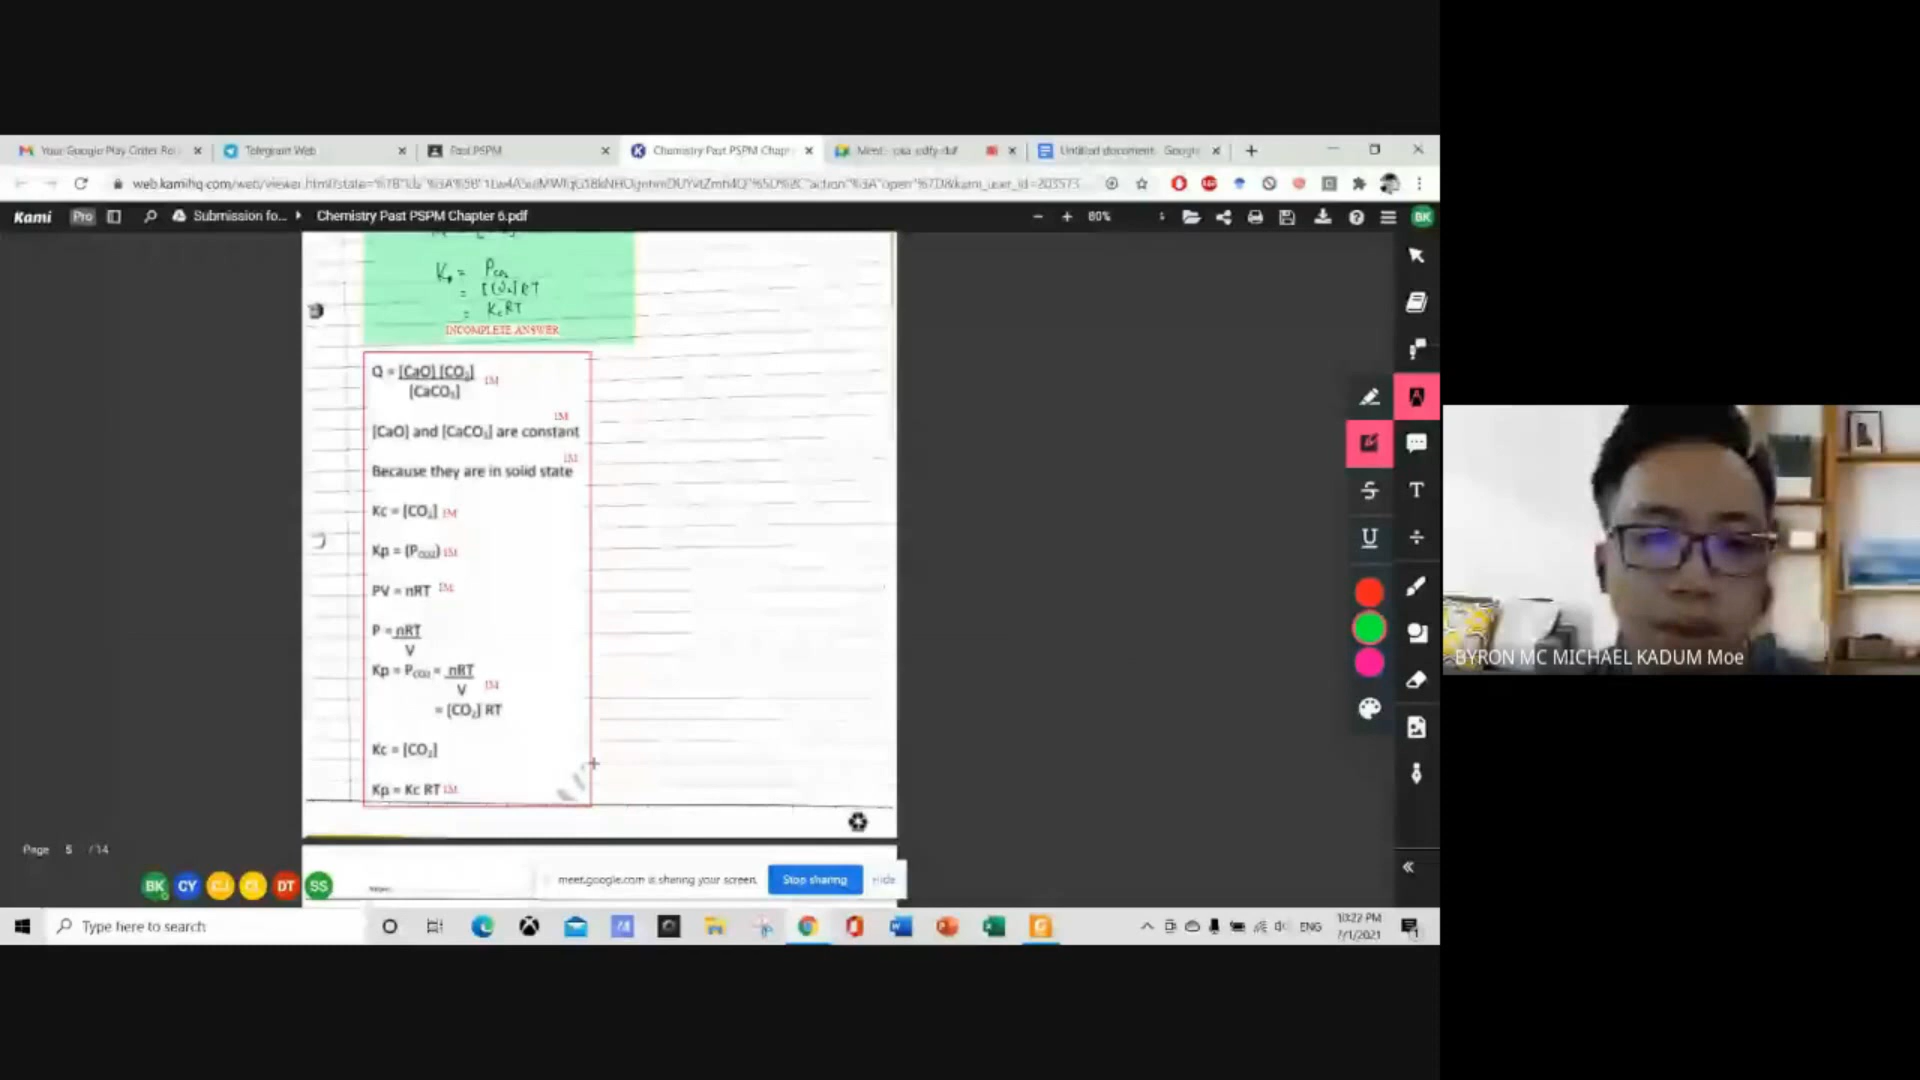 Your Google Play Order Re
Telegram Web
Past PSPM
Chemistry Past PSPM Chapt
Meet -
Untitled document - Google
Kami Pro
Submission fo...
Chemistry Past PSPM Chapter 6.pdf
80%
BK
Kp = PCO2
= [CO2]RT
= KcRT
INCOMPLETE ANSWER
Q = [CaO] [CO2] 1M
[CaCO3]
1M
[CaO] and [CaCO3] are constant
1M
Because they are in solid state
Kc = [CO2] 1M
Kp = (PCO2) 1M
PV = nRT 1M
P = nRT
V
Kp = PCO2 = nRT
V 1M
= [CO2] RT
Kc = [CO2]
Kp = Kc RT 1M
BYRON MC MICHAEL KADUM Moe
Page 5 /14
BK CY CJ CL DT SS
meet.google.com is sharing your screen.
Stop sharing
Hide
Type here to search
ENG
10:22 PM
7/1/2021